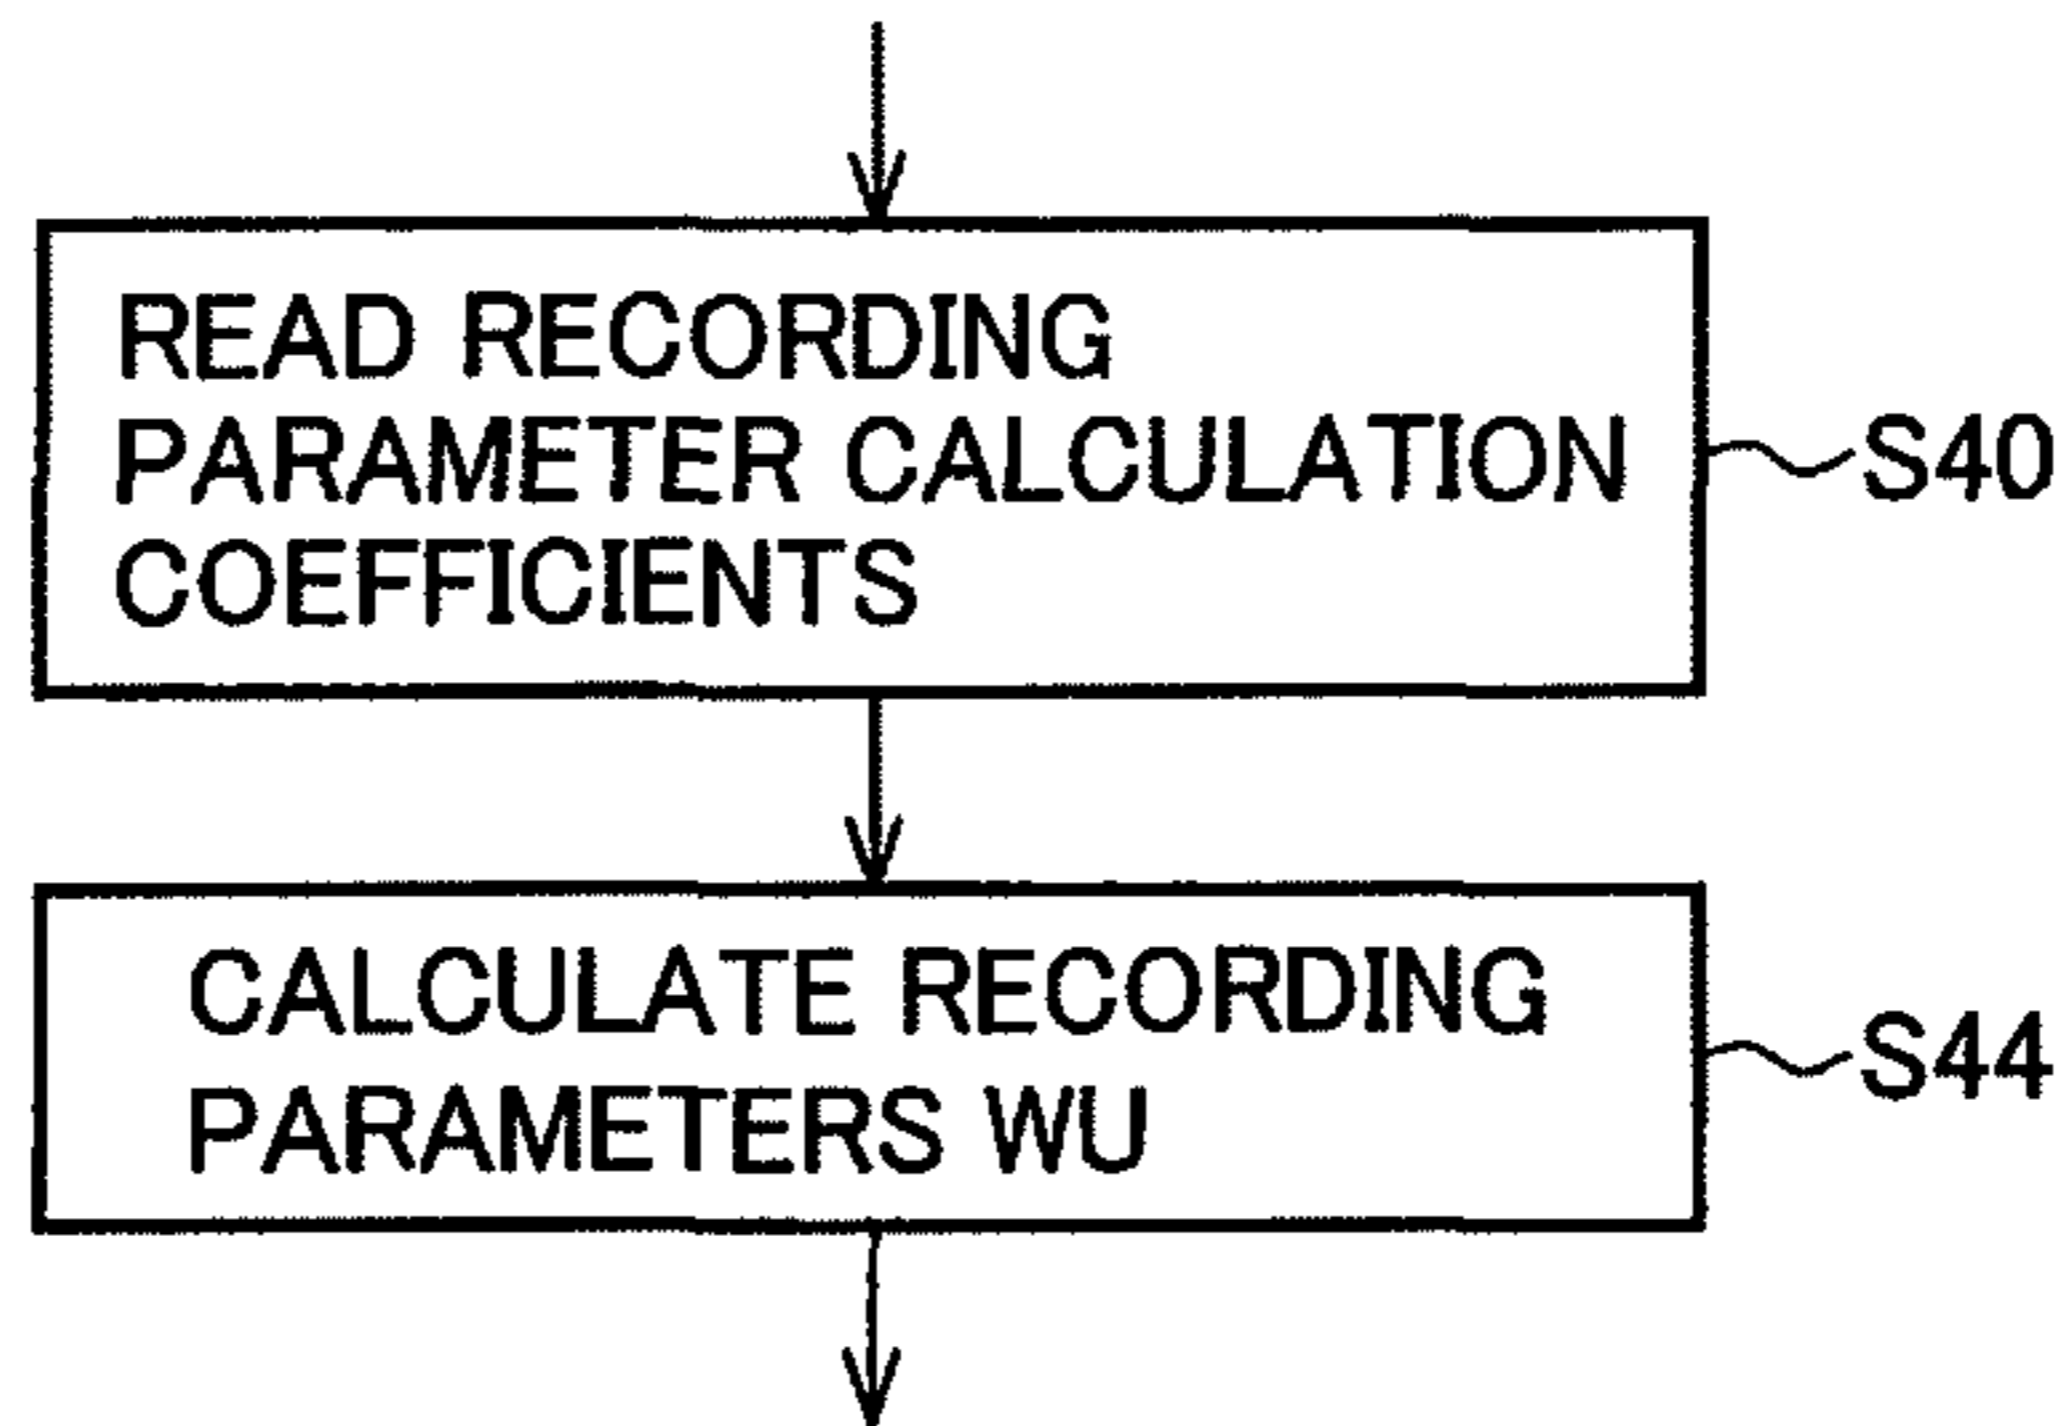 READ RECORDING
PARAMETER CALCULATION
COEFFICIENTS
S40
CALCULATE RECORDING
PARAMETERS WU
S44